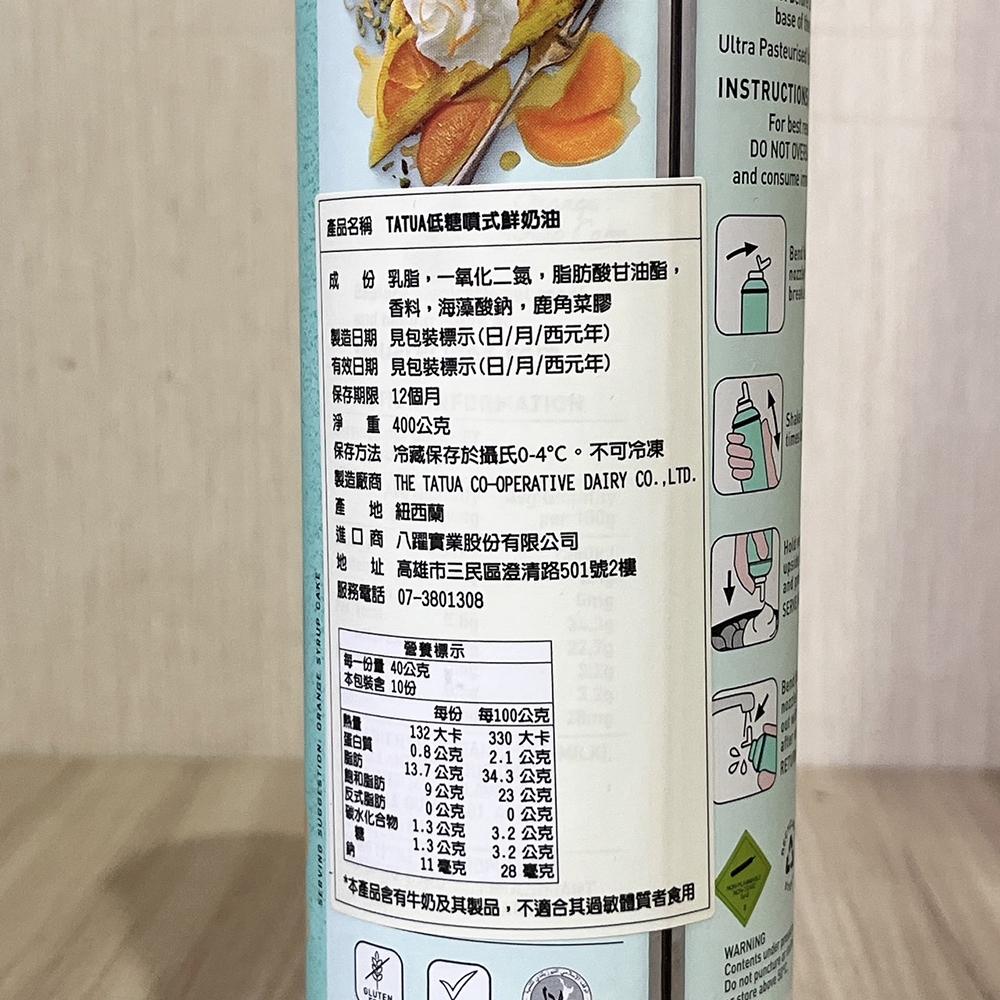 產品名稱 TATUA低糖噴式鮮奶油
成份 乳脂，一氧化二氮，脂肪酸甘油酯，
香料，海藻酸鈉，鹿角菜膠
製造日期 見包裝標示(日/月/西元年)
有效日期 見包裝標示(日/月/西元年)
保存期限 12個月
淨重 400公克
保存方法 冷藏保存於攝氏0-4°C。不可冷凍
製造廠商 THE TATUA CO-OPERATIVE DAIRY CO.,LTD.
產地 紐西蘭
進口商 八躍實業股份有限公司
地址 高雄市三民區澄清路501號2樓
服務電話 07-3801308
營養標示
每一份量 40公克
本包裝含 10份
每份 每100公克
熱量 132 大卡 330 大卡
蛋白質 0.8 公克 2.1 公克
脂肪 13.7 公克 34.3 公克
飽和脂肪 9 公克 23 公克
反式脂肪 0 公克 0 公克
碳水化合物 1.3 公克 3.2 公克
糖 1.3 公克 3.2 公克
鈉 11 毫克 28 毫克
*本產品含有牛奶及其製品，不適合其過敏體質者食用
SERVING SUGGESTION: ORANGE SYRUP CAKE
GLUTEN
base of
Ultra Pasteurised
INSTRUCTIONS
For best
DO NOT
and consume
Hold
and
WARNING
Contents under
Do not puncture or
store above 50°C